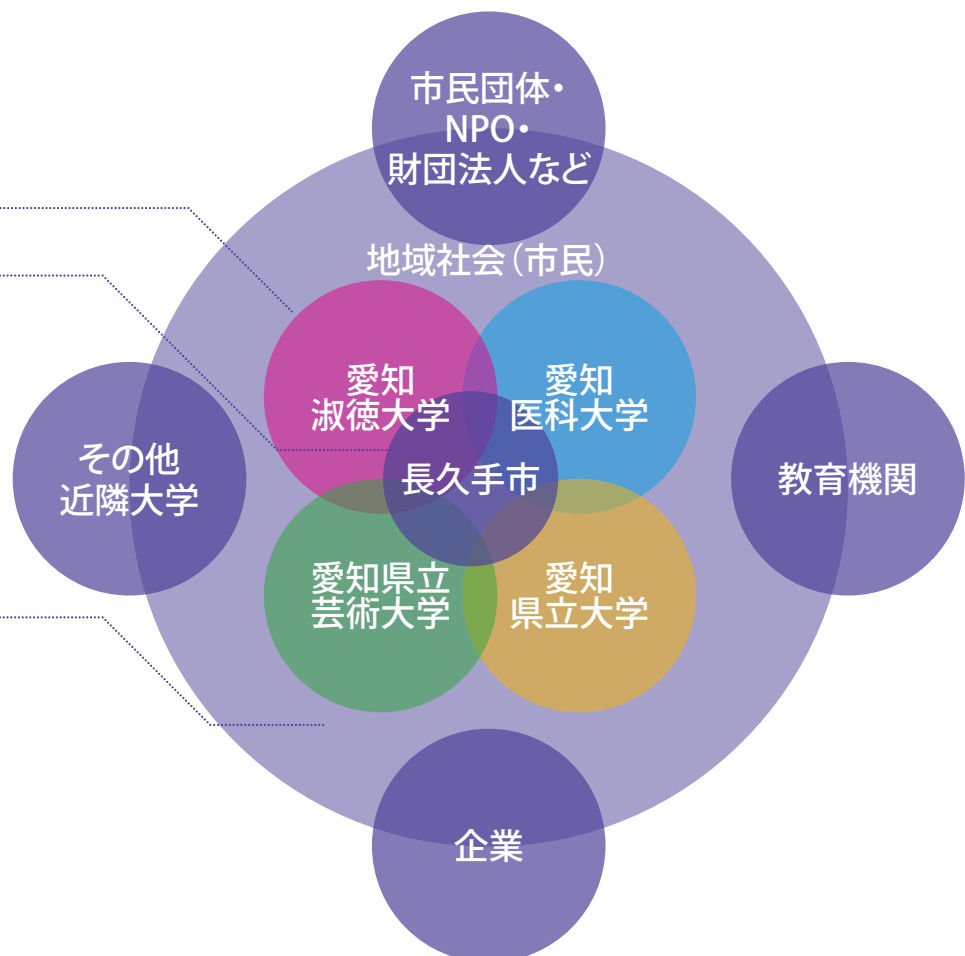 市民団体・
NPO・
財団法人など
地域社会（市民）
愛知
淑徳大学
愛知
医科大学
その他
近隣大学
長久手市
教育機関
愛知県立
芸術大学
愛知
県立大学
企業